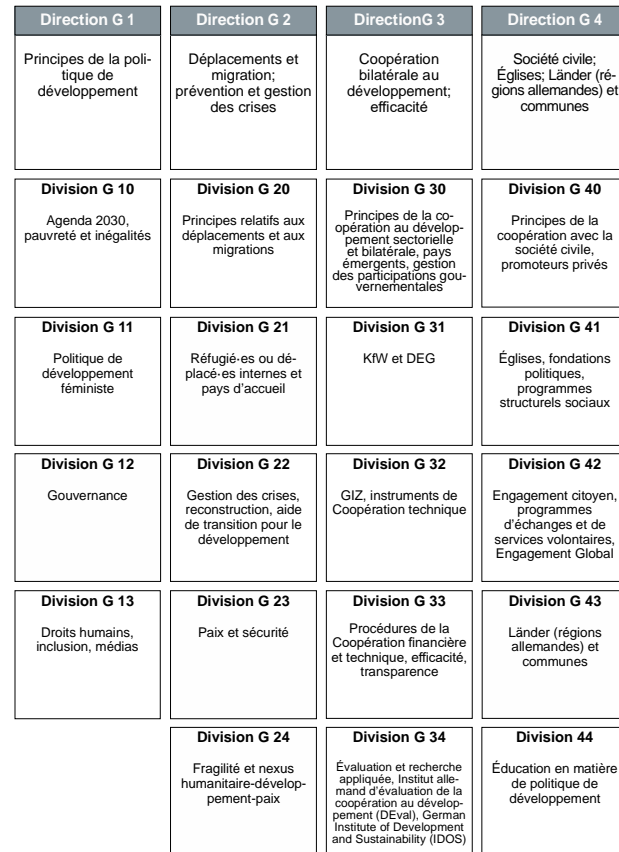 Direction G 1
Principes de la poli-
tique de
développement
Division G 10
Agenda 2030,
pauvreté et inégalités
Division G 11
Politique de
développement
féministe
Division G 12
Gouvernance
Division G 13
Droits humains,
inclusion, médias
Direction G 2
Déplacements et
migration;
prévention et gestion
des crises
Division G 20
Principes relatifs aux
déplacements et aux
migrations
Division G 21
Réfugié·es ou dé-
placé·es internes et
pays d'accueil
Division G 22
Gestion des crises,
reconstruction, aide
de transition pour le
développement
Division G 23
Paix et sécurité
Division G 24
Fragilité et nexus
humanitaire-dévelop-
pement-paix
DirectionG 3
Coopération
bilatérale au
développement;
efficacité
Division G 30
Principes de la co-
opération au dévelop-
pement sectorielle
et bilatérale, pays
émergents, gestion
des participations gou-
vernementales
Division G 31
KfW et DEG
Division G 32
GIZ, instruments de
Coopération technique
Division G 33
Procédures de la
Coopération financière
et technique, efficacité,
transparence
Division G 34
Évaluation et recherche
appliquée, Institut alle-
mand d'évaluation de la
coopération au dévelop-
pement (DEval), German
Institute of Development
and Sustainability (IDOS)
Direction G 4
Société civile;
Églises; Länder (ré-
gions allemandes) et
communes
Division G 40
Principes de la
coopération avec la
société civile,
promoteurs privés
Division G 41
Églises, fondations
politiques,
programmes
structurels sociaux
Division G 42
Engagement citoyen,
programmes
d'échanges et de
services volontaires,
Engagement Global
Division G 43
Länder (régions
allemandes) et
communes
Division 44
Éducation en matière
de politique de
développement